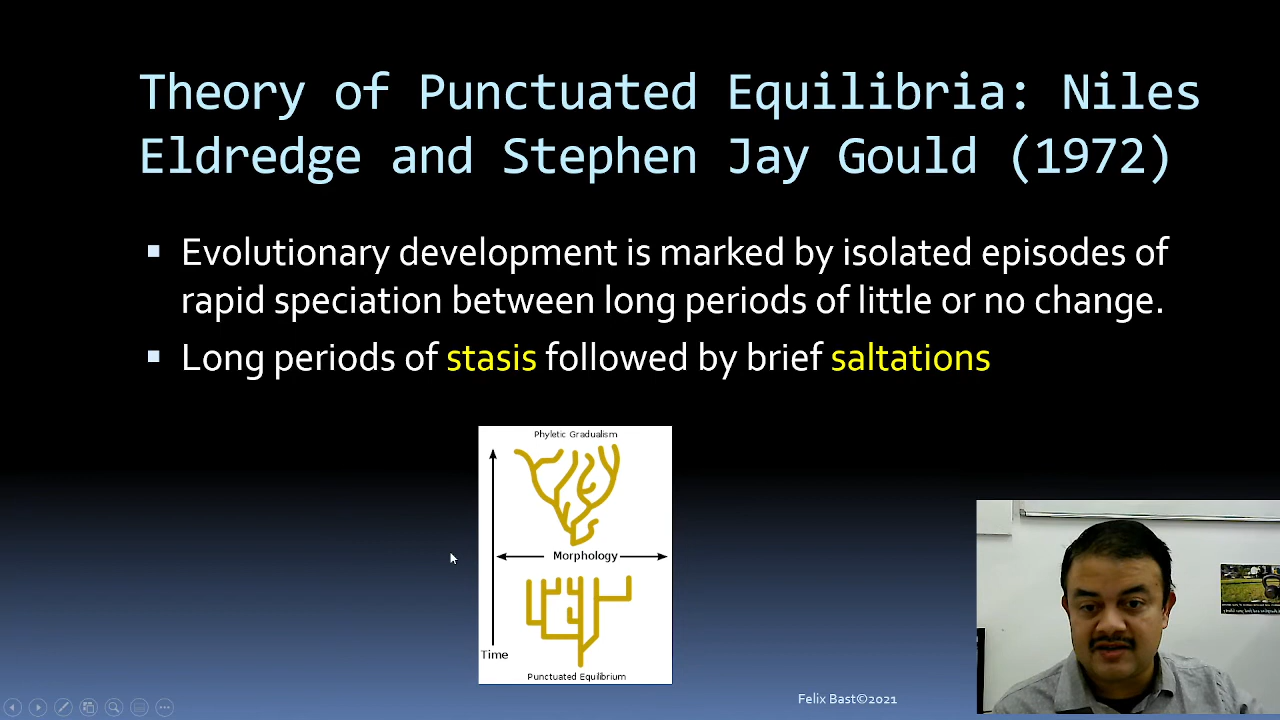 Theory of Punctuated Equilibria: Niles
Eldredge and Stephen Jay Gould (1972)
Evolutionary development is marked by isolated episodes of
rapid speciation between long periods of little or no change.
Long periods of stasis followed by brief saltations
Phyletic Gradualism
Morphology
Time
Punctuated Equilibrium
Felix Bast©2021